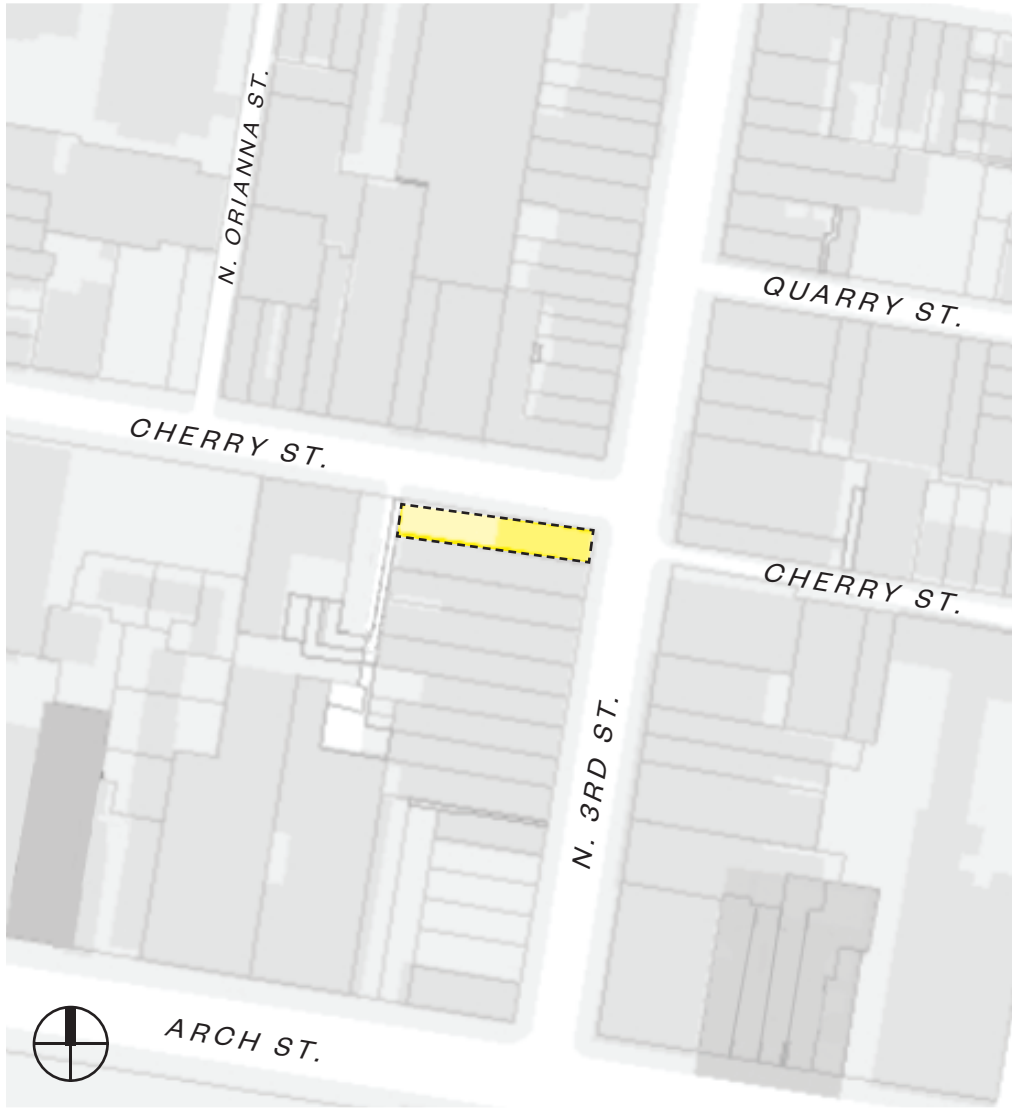 N. ORIANNA ST.
QUARRY ST.
CHERRY ST.
CHERRY ST.
N. 3RD ST.
ARCH ST.